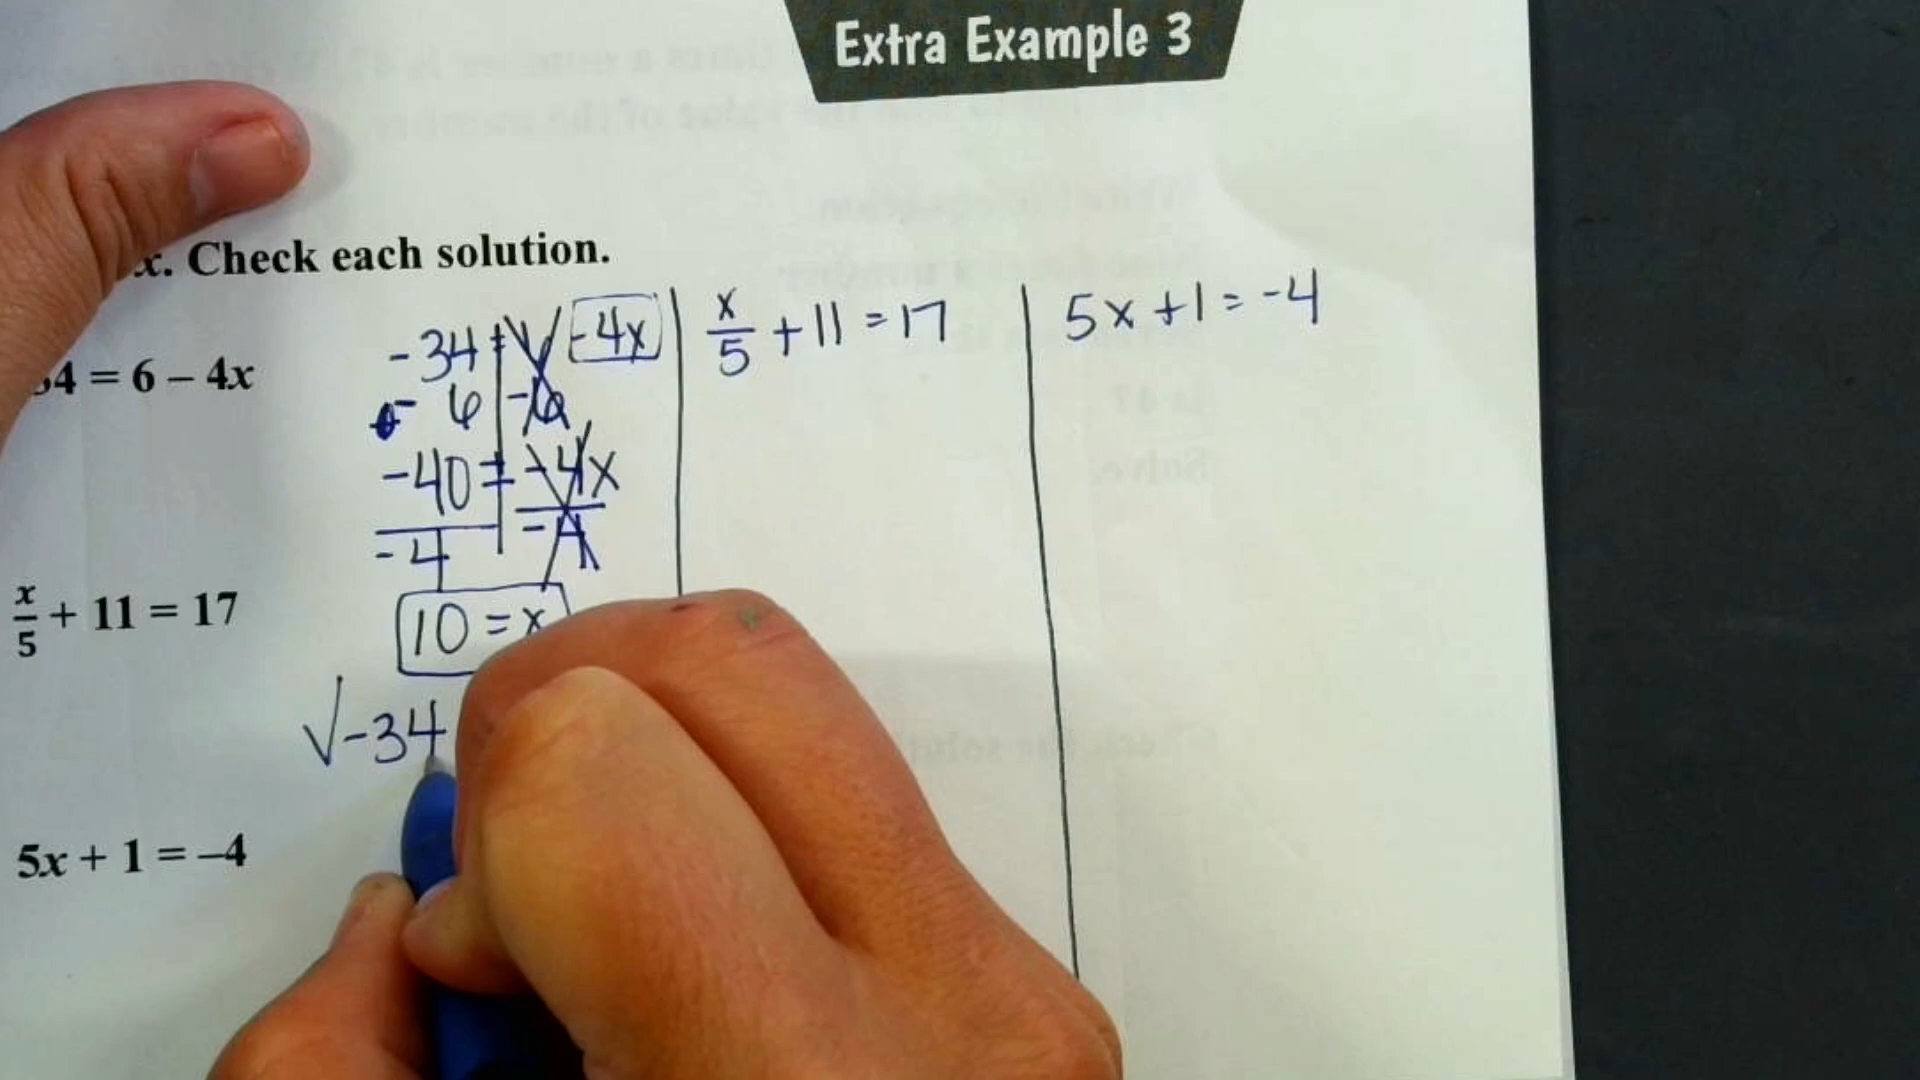 Extra Example 3
x. Check each solution.
4 = 6 – 4x
x/5 + 11 = 17
5x + 1 = –4
-34 = -4x
- 6 -6
-40 = -4x
-4 -4
10 = x
√-34
x/5 + 11 = 17
5x + 1 = -4